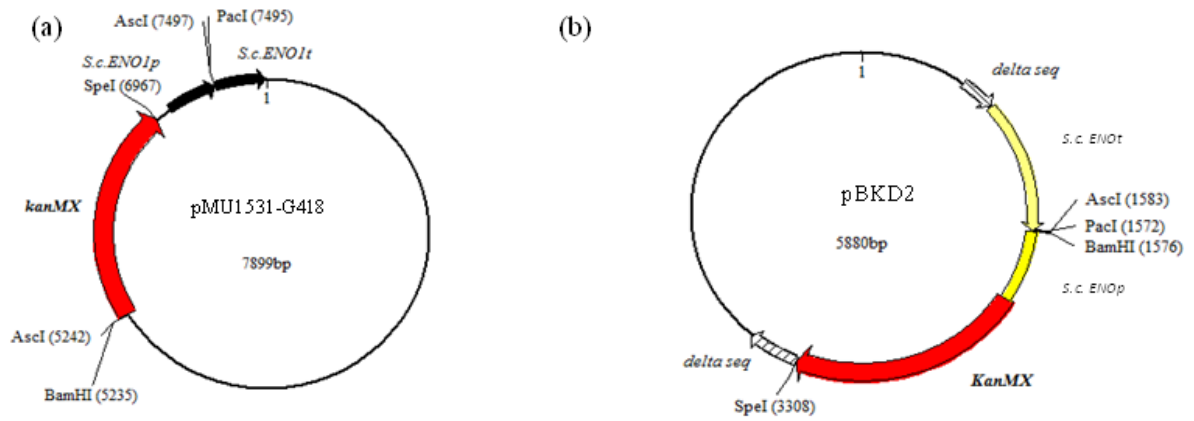 (a)
AscI (7497)
PacI (7495)
S.c.ENO1p
S.c.ENO1t
SpeI (6967)
1
kanMX
pMU1531-G418
7899bp
AscI (5242)
BamHI (5235)
(b)
1
delta seq
S.c. ENOt
pBKD2
AscI (1583)
PacI (1572)
5880bp
BamHI (1576)
S.c. ENOp
delta seq
KanMX
SpeI (3308)